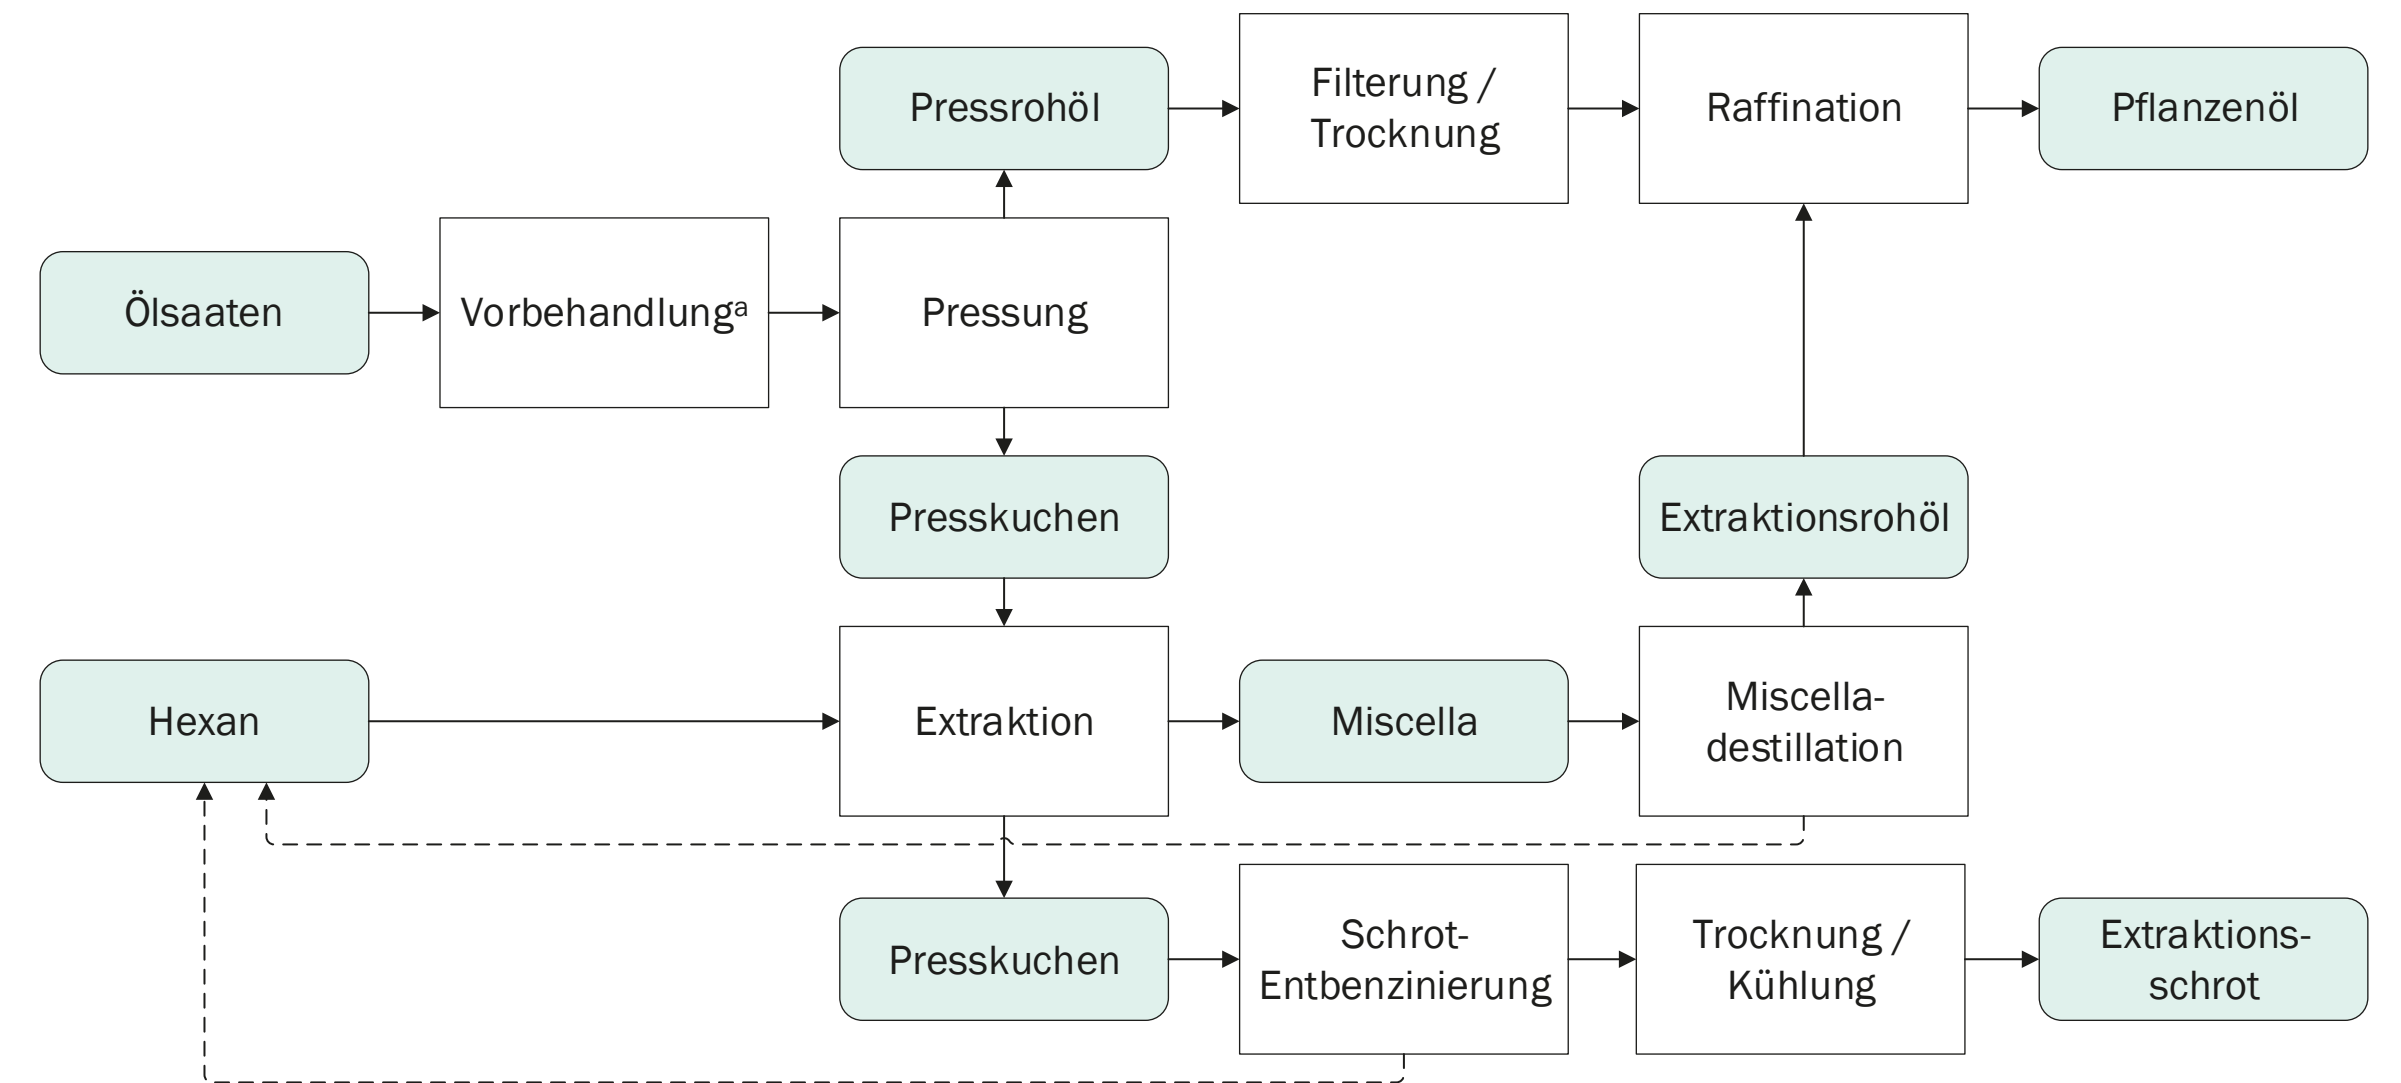 Pressrohöl
Filterung /
Trocknung
Raffination
Pflanzenöl
Ölsaaten
Vorbehandlungᵃ
Pressung
Presskuchen
Extraktionsrohöl
Hexan
Extraktion
Miscella
Miscella-
destillation
Presskuchen
Schrot-
Entbenzinierung
Trocknung /
Kühlung
Extraktions-
schrot